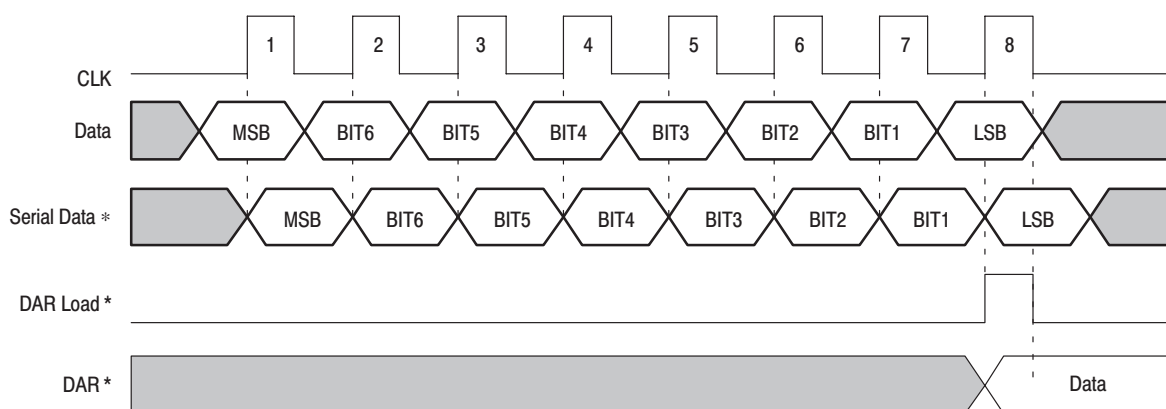 1 2 3 4 5 6 7 8
CLK
Data MSB BIT6 BIT5 BIT4 BIT3 BIT2 BIT1 LSB
Serial Data * MSB BIT6 BIT5 BIT4 BIT3 BIT2 BIT1 LSB
DAR Load *
DAR * Data